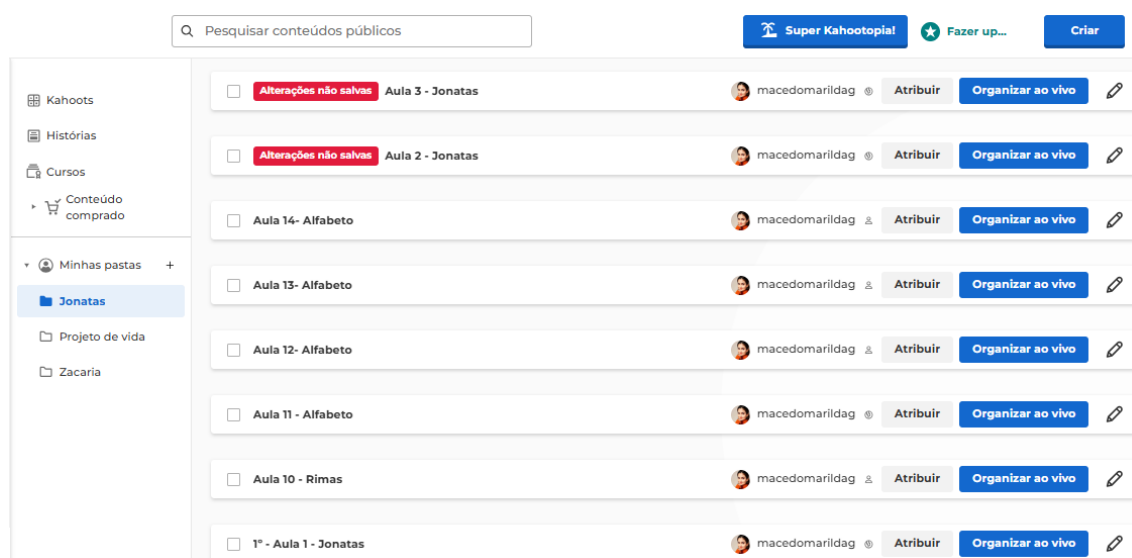 Pesquisar conteúdos públicos
Super Kahootopia!
Fazer up...
Criar
Kahoots
Histórias
Cursos
Conteúdo
comprado
Minhas pastas +
Jonatas
Projeto de vida
Zacaria
Alterações não salvas Aula 3 - Jonatas macedomarildag Atribuir Organizar ao vivo
Alterações não salvas Aula 2 - Jonatas macedomarildag Atribuir Organizar ao vivo
Aula 14- Alfabeto macedomarildag Atribuir Organizar ao vivo
Aula 13- Alfabeto macedomarildag Atribuir Organizar ao vivo
Aula 12- Alfabeto macedomarildag Atribuir Organizar ao vivo
Aula 11 - Alfabeto macedomarildag Atribuir Organizar ao vivo
Aula 10 - Rimas macedomarildag Atribuir Organizar ao vivo
1º - Aula 1 - Jonatas macedomarildag Atribuir Organizar ao vivo